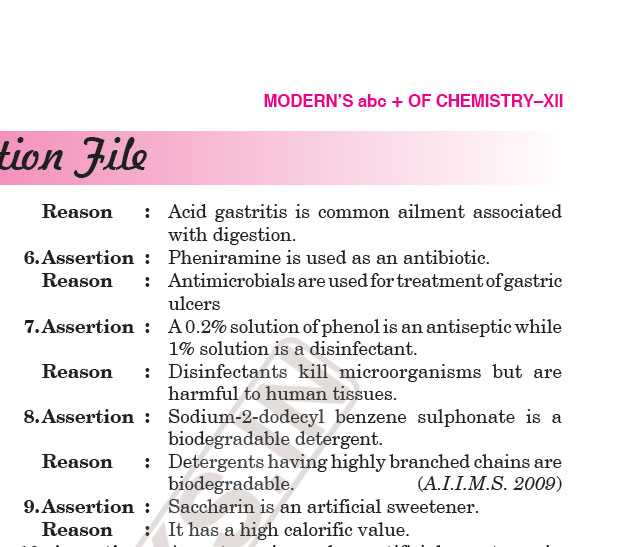 MODERN'S abc + OF CHEMISTRY–XII
tion File
Reason : Acid gastritis is common ailment associated
with digestion.
6. Assertion : Pheniramine is used as an antibiotic.
Reason : Antimicrobials are used for treatment of gastric
ulcers
7. Assertion : A 0.2% solution of phenol is an antiseptic while
1% solution is a disinfectant.
Reason : Disinfectants kill microorganisms but are
harmful to human tissues.
8. Assertion : Sodium-2-dodecyl benzene sulphonate is a
biodegradable detergent.
Reason : Detergents having highly branched chains are
biodegradable. (A.I.I.M.S. 2009)
9. Assertion : Saccharin is an artificial sweetener.
Reason : It has a high calorific value.